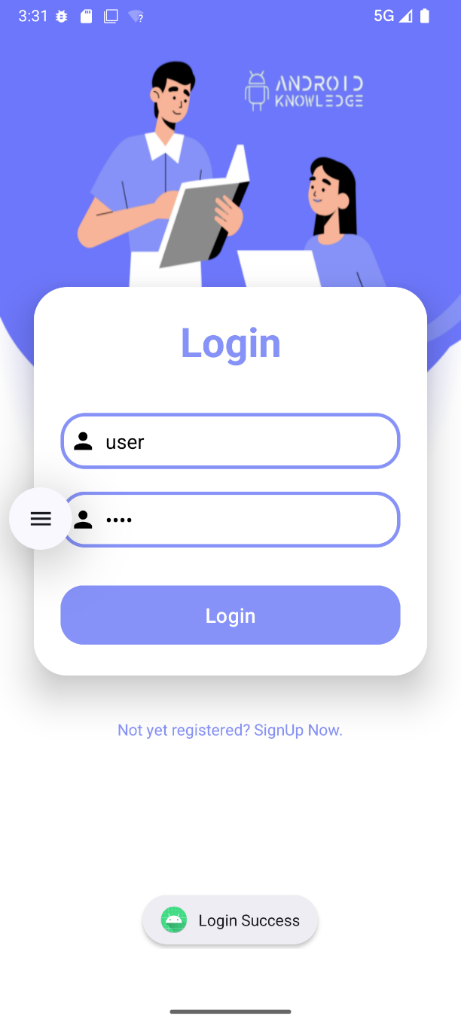 3:31
5G
ANDROID
KNOWLEDGE
Login
user
••••
Login
Not yet registered? SignUp Now.
Login Success